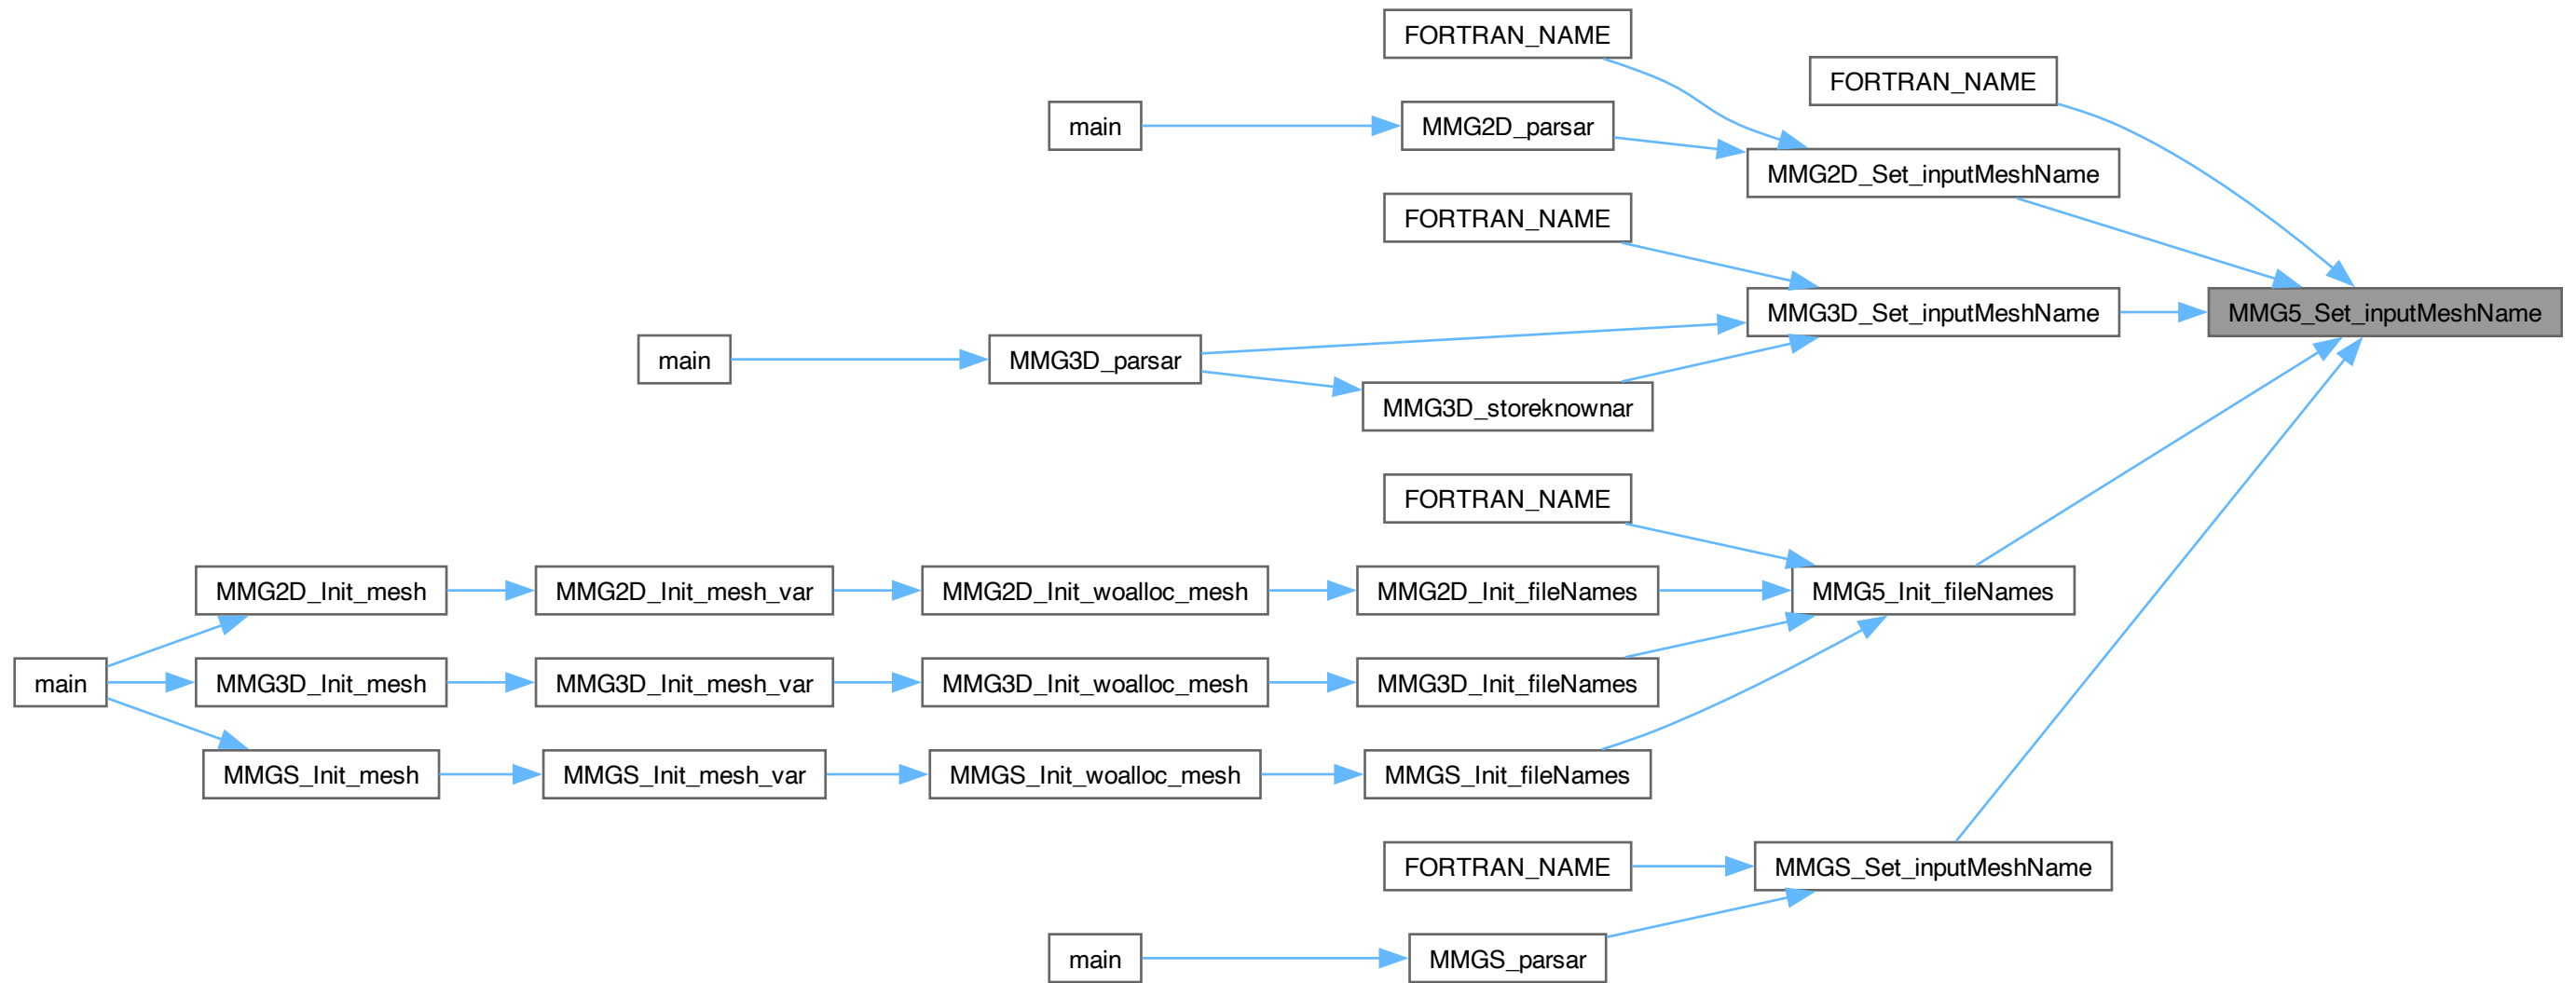 FORTRAN_NAME
FORTRAN_NAME
main
MMG2D_parsar
MMG2D_Set_inputMeshName
FORTRAN_NAME
MMG3D_Set_inputMeshName
MMG5_Set_inputMeshName
main
MMG3D_parsar
MMG3D_storeknownar
FORTRAN_NAME
MMG2D_Init_mesh
MMG2D_Init_mesh_var
MMG2D_Init_woalloc_mesh
MMG2D_Init_fileNames
MMG5_Init_fileNames
main
MMG3D_Init_mesh
MMG3D_Init_mesh_var
MMG3D_Init_woalloc_mesh
MMG3D_Init_fileNames
MMGS_Init_mesh
MMGS_Init_mesh_var
MMGS_Init_woalloc_mesh
MMGS_Init_fileNames
FORTRAN_NAME
MMGS_Set_inputMeshName
main
MMGS_parsar